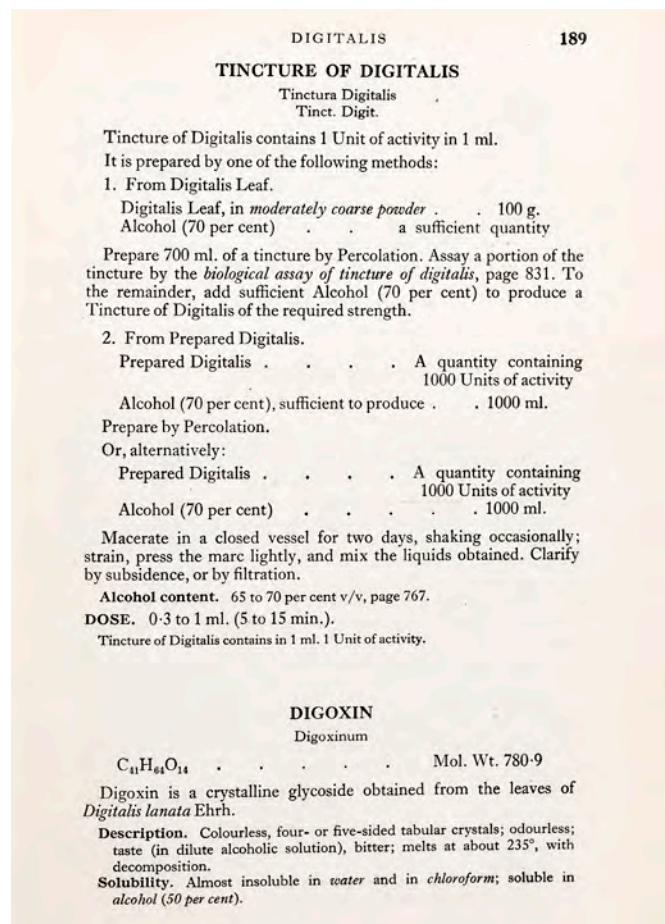 DIGITALIS 189
TINCTURE OF DIGITALIS
Tinctura Digitalis
Tinct. Digit.
Tincture of Digitalis contains 1 Unit of activity in 1 ml.
It is prepared by one of the following methods:
1. From Digitalis Leaf.
Digitalis Leaf, in moderately coarse powder . . 100 g.
Alcohol (70 per cent) . . a sufficient quantity
Prepare 700 ml. of a tincture by Percolation. Assay a portion of the
tincture by the biological assay of tincture of digitalis, page 831. To
the remainder, add sufficient Alcohol (70 per cent) to produce a
Tincture of Digitalis of the required strength.
2. From Prepared Digitalis.
Prepared Digitalis . . . . A quantity containing
1000 Units of activity
Alcohol (70 per cent), sufficient to produce . . 1000 ml.
Prepare by Percolation.
Or, alternatively:
Prepared Digitalis . . . . A quantity containing
1000 Units of activity
Alcohol (70 per cent) . . . . . 1000 ml.
Macerate in a closed vessel for two days, shaking occasionally;
strain, press the marc lightly, and mix the liquids obtained. Clarify
by subsidence, or by filtration.
Alcohol content. 65 to 70 per cent v/v, page 767.
DOSE. 0·3 to 1 ml. (5 to 15 min.).
Tincture of Digitalis contains in 1 ml. 1 Unit of activity.
DIGOXIN
Digoxinum
C₄₁H₆₄O₁₄ . . . . . Mol. Wt. 780·9
Digoxin is a crystalline glycoside obtained from the leaves of
Digitalis lanata Ehrh.
Description. Colourless, four- or five-sided tabular crystals; odourless;
taste (in dilute alcoholic solution), bitter; melts at about 235°, with
decomposition.
Solubility. Almost insoluble in water and in chloroform; soluble in
alcohol (50 per cent).